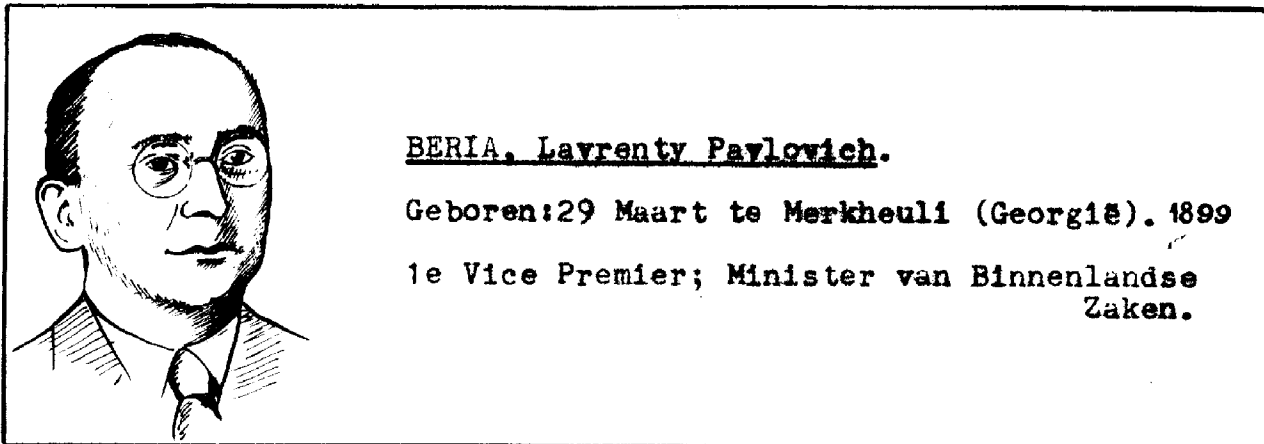 BERIA, Lavrenty Pavlovich.
Geboren:29 Maart te Merkheuli (Georgië). 1899
1e Vice Premier; Minister van Binnenlandse
Zaken.